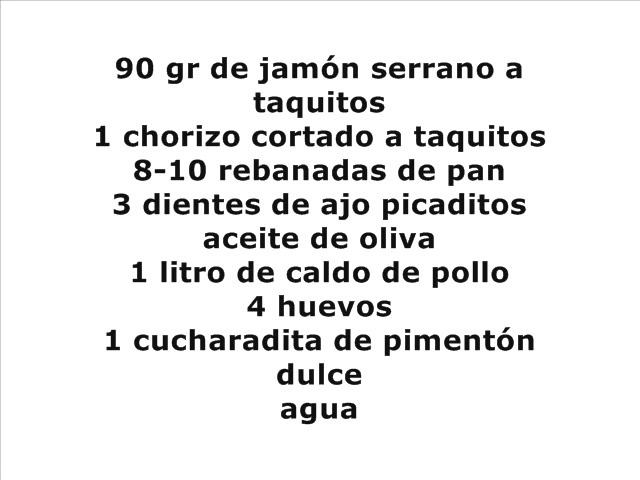 90 gr de jamón serrano a
taquitos
1 chorizo cortado a taquitos
8-10 rebanadas de pan
3 dientes de ajo picaditos
aceite de oliva
1 litro de caldo de pollo
4 huevos
1 cucharadita de pimentón
dulce
agua